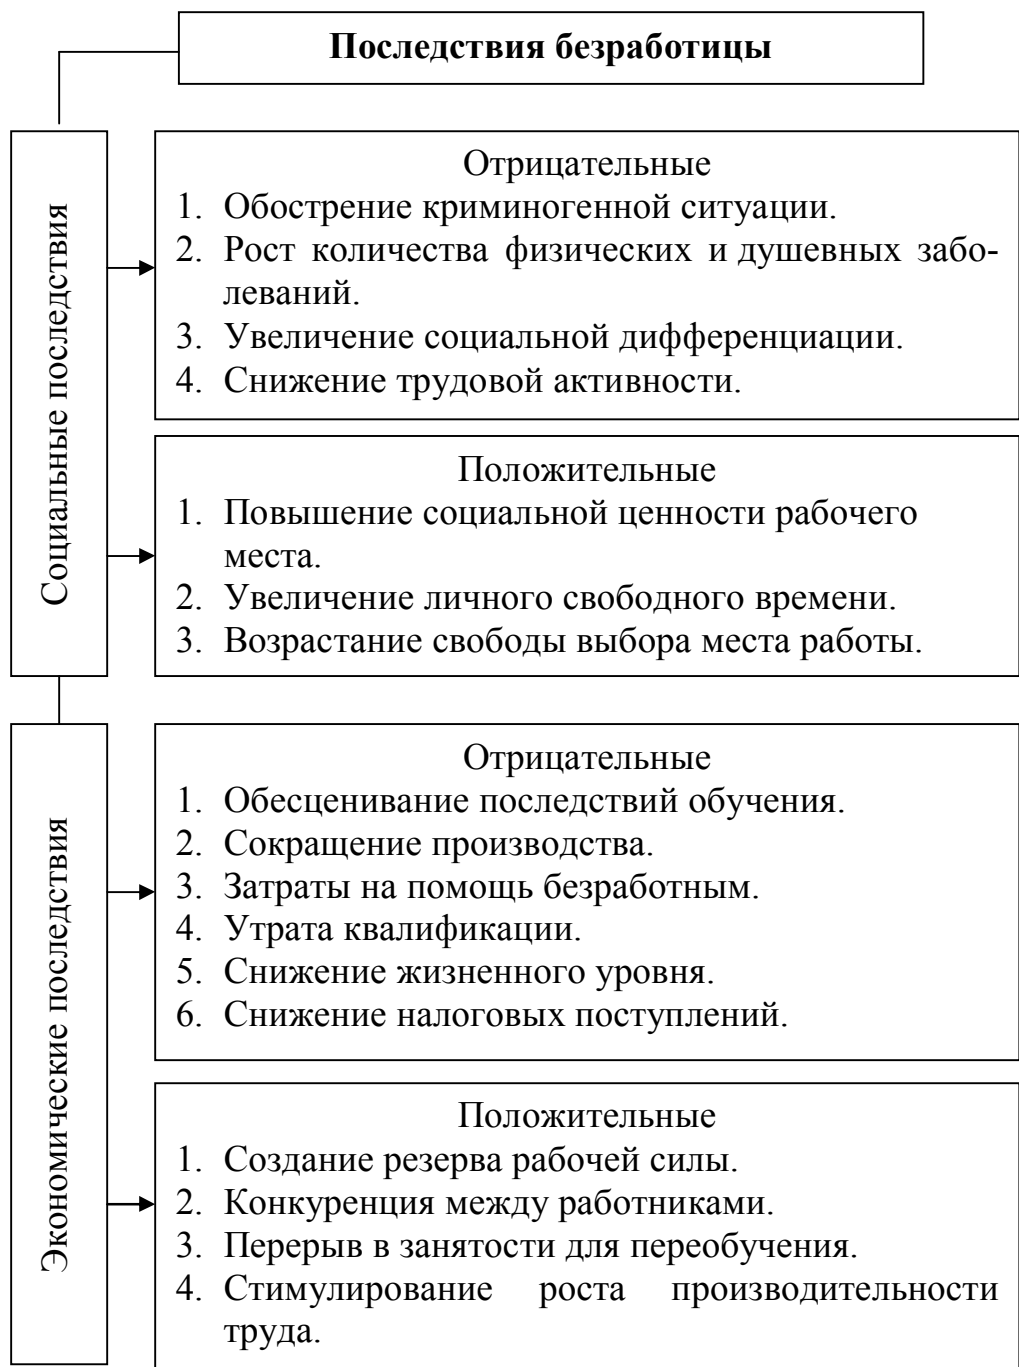 Последствия безработицы
Социальные последствия
Отрицательные
1. Обострение криминогенной ситуации.
2. Рост количества физических и душевных забо-
леваний.
3. Увеличение социальной дифференциации.
4. Снижение трудовой активности.
Положительные
1. Повышение социальной ценности рабочего
места.
2. Увеличение личного свободного времени.
3. Возрастание свободы выбора места работы.
Экономические последствия
Отрицательные
1. Обесценивание последствий обучения.
2. Сокращение производства.
3. Затраты на помощь безработным.
4. Утрата квалификации.
5. Снижение жизненного уровня.
6. Снижение налоговых поступлений.
Положительные
1. Создание резерва рабочей силы.
2. Конкуренция между работниками.
3. Перерыв в занятости для переобучения.
4. Стимулирование роста производительности
труда.